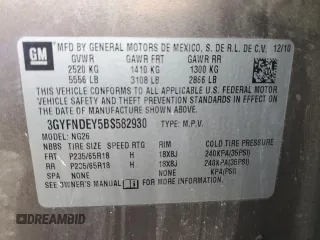 GM
MFD BY GENERAL MOTORS DE MEXICO, S. DE R.L. DE C.V. 12/10
GVWR GAWR FRT GAWR RR
2520 KG 1410 KG 1300 KG
5556 LB 3108 LB 2866 LB
THIS VEHICLE CONFORMS TO ALL APPLICABLE U.S. FEDERAL
MOTOR VEHICLE SAFETY AND THEFT PREVENTION STANDARDS
IN EFFECT ON THE DATE OF MANUFACTURE SHOWN ABOVE.
3GYFNDEY5BS582930 TYPE: M.P.V.
MODEL: NG26
NBBS TIRE SIZE SPEED RTG RIM COLD TIRE PRESSURE
FRT P235/65R18 H 18X8J 240KPA(35PSI)
RR P235/65R18 H 18X8J 240KPA(35PSI)
SPA NONE NONE KPA(PSI)
SEE OWNER'S MANUAL FOR ADDITIONAL INFORMATION.
DREAMBID